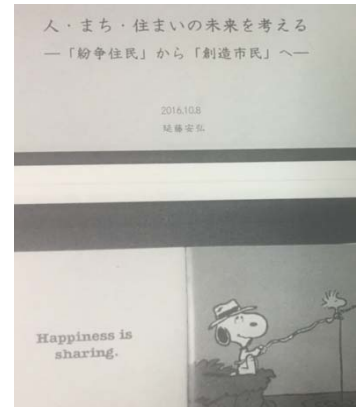 人・まち・住まいの未来を考える
―「紛争住民」から「創造市民」へ―
2016.10.8
延藤安弘
Happiness is
sharing.